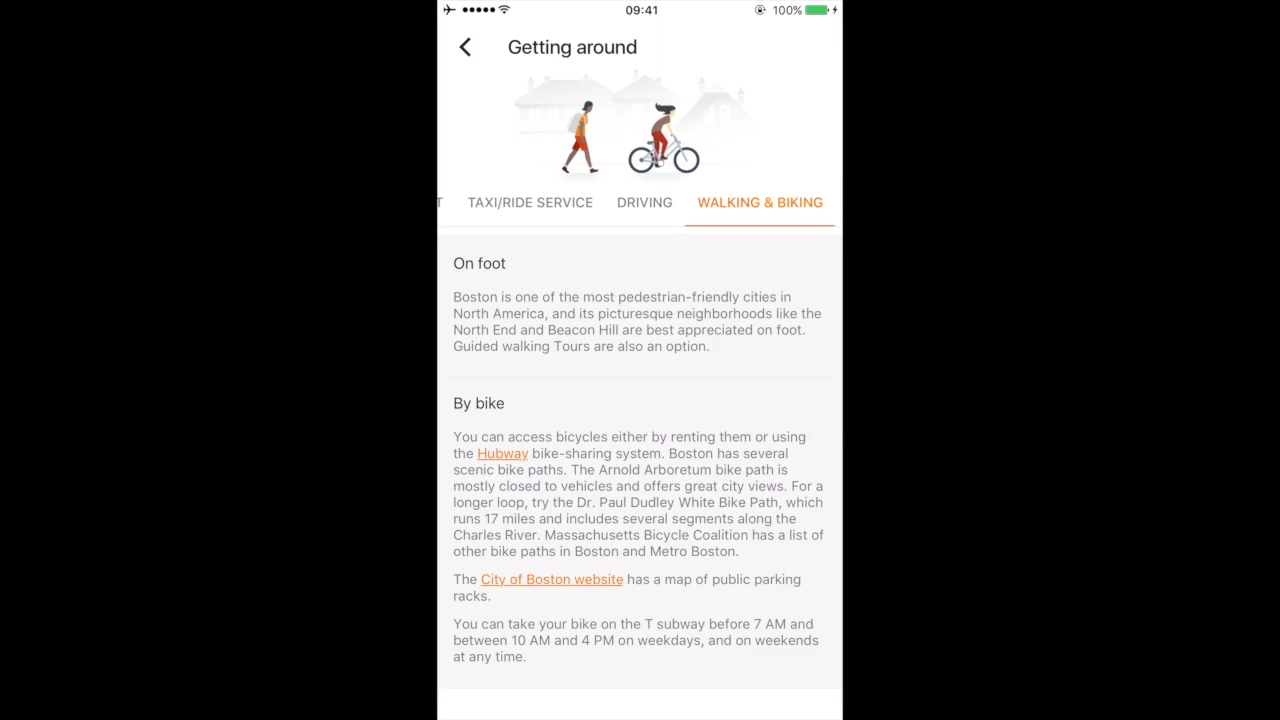 09:41
100%
Getting around
T
TAXI/RIDE SERVICE
DRIVING
WALKING & BIKING
On foot
Boston is one of the most pedestrian-friendly cities in
North America, and its picturesque neighborhoods like the
North End and Beacon Hill are best appreciated on foot.
Guided walking Tours are also an option.
By bike
You can access bicycles either by renting them or using
the Hubway bike-sharing system. Boston has several
scenic bike paths. The Arnold Arboretum bike path is
mostly closed to vehicles and offers great city views. For a
longer loop, try the Dr. Paul Dudley White Bike Path, which
runs 17 miles and includes several segments along the
Charles River. Massachusetts Bicycle Coalition has a list of
other bike paths in Boston and Metro Boston.
The City of Boston website has a map of public parking
racks.
You can take your bike on the T subway before 7 AM and
between 10 AM and 4 PM on weekdays, and on weekends
at any time.